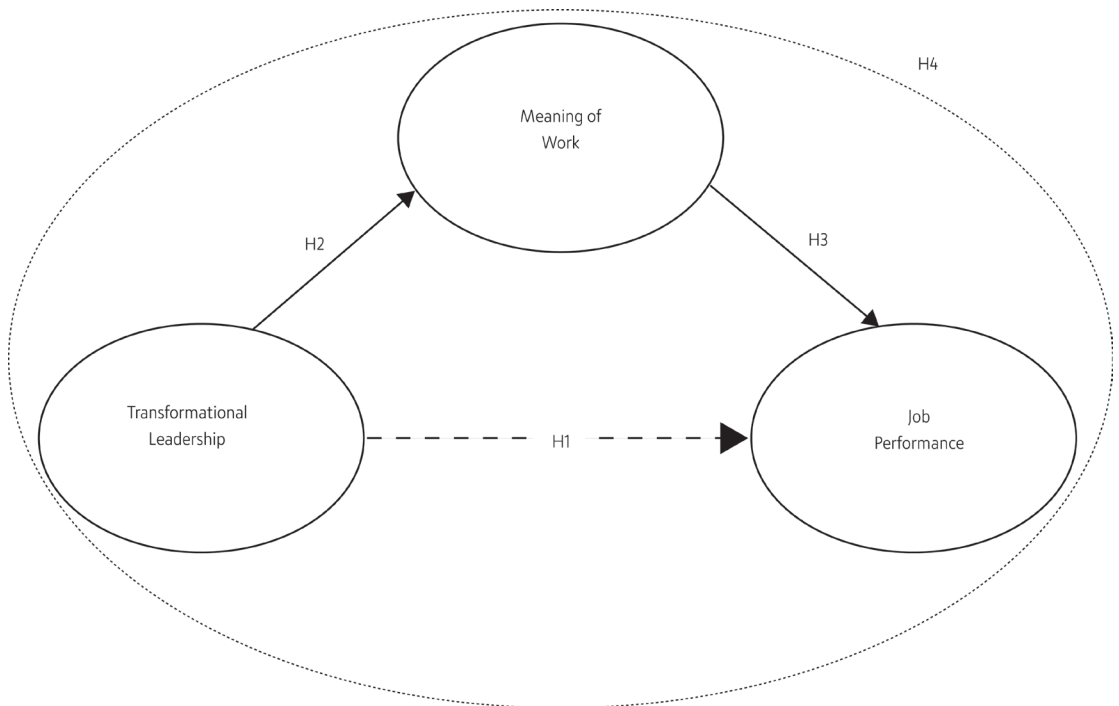 H4
Meaning of
Work
H2
H3
Transformational
Leadership
H1
Job
Performance